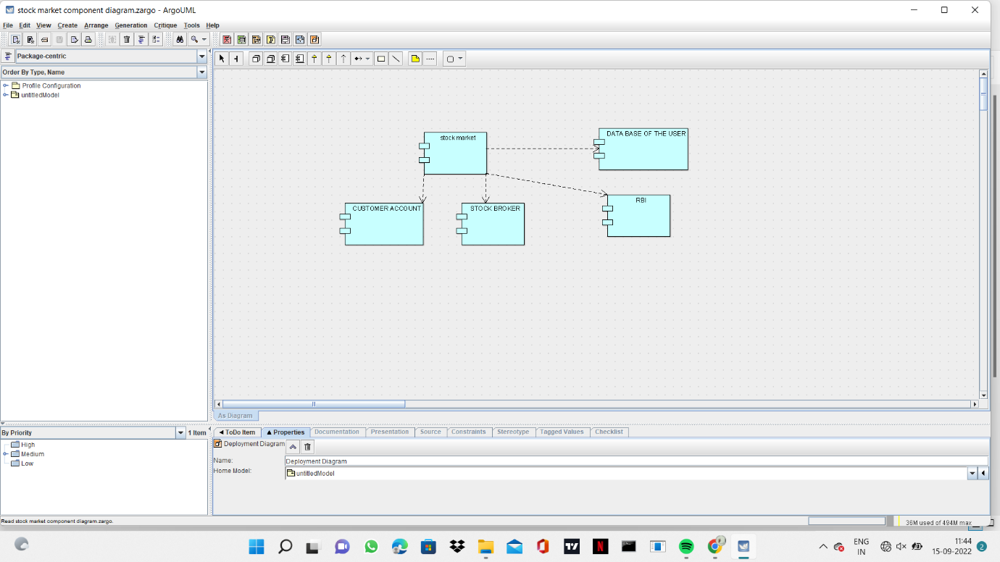 stock market component diagram.zargo - ArgoUML
File Edit View Create Arrange Generation Critique Tools Help
Package-centric
Order By Type, Name
Profile Configuration
untitledModel
stock market
DATA BASE OF THE USER
CUSTOMER ACCOUNT
STOCK BROKER
RBI
As Diagram
By Priority
1 Item
High
Medium
Low
ToDo Item Properties Documentation Presentation Source Constraints Stereotype Tagged Values Checklist
Deployment Diagram
Name:
Deployment Diagram
Home Model:
untitledModel
Read stock market component diagram.zargo.
36M used of 494M max
ENG
IN
11:44
15-09-2022
2